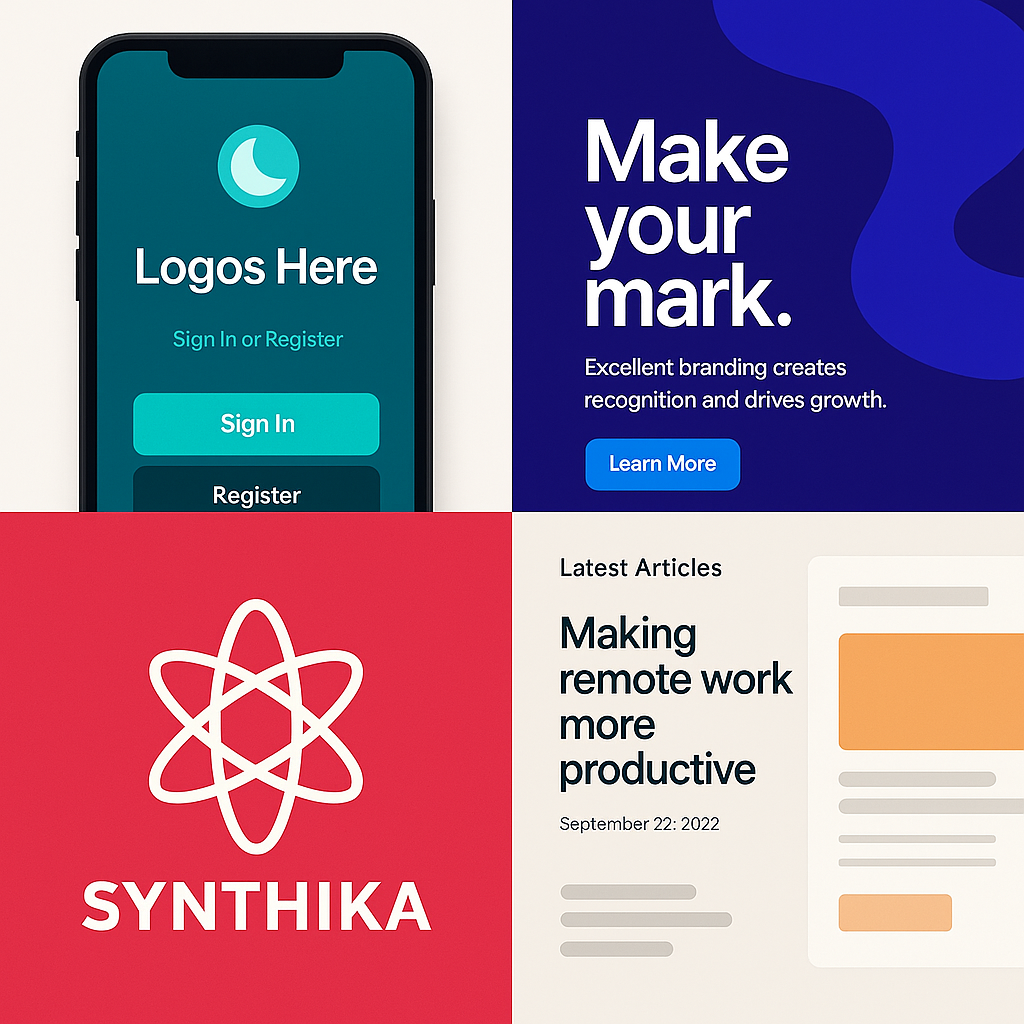 Logos Here
Sign In or Register
Sign In
Register
Make
your
mark.
Excellent branding creates
recognition and drives growth.
Learn More
SYNTHIKA
Latest Articles
Making
remote work
more
productive
September 22: 2022